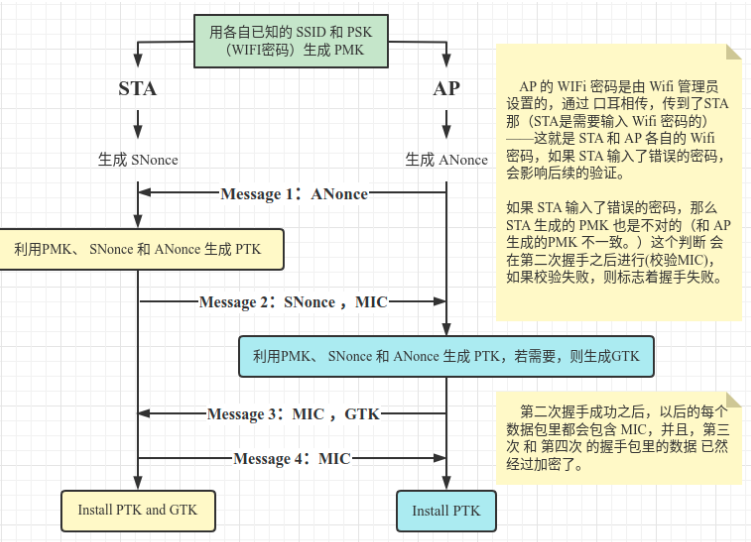 用各自已知的 SSID 和 PSK
（WIFI密码）生成 PMK
STA
AP
生成 SNonce
生成 ANonce
Message 1：ANonce
利用PMK、 SNonce 和 ANonce 生成 PTK
Message 2：SNonce ，MIC
利用PMK、 SNonce 和 ANonce 生成 PTK，若需要，则生成GTK
Message 3：MIC ，GTK
Message 4：MIC
Install PTK and GTK
Install PTK
AP 的 WIFi 密码是由 Wifi 管理员
设置的，通过 口耳相传，传到了STA
那（STA是需要输入 Wifi 密码的）
——这就是 STA 和 AP 各自的 Wifi
密码，如果 STA 输入了错误的密码，
会影响后续的验证。
如果 STA 输入了错误的密码，那么
STA 生成的 PMK 也是不对的（和 AP
生成的PMK 不一致。）这个判断 会
在第二次握手之后进行(校验MIC)，
如果校验失败，则标志着握手失败。
第二次握手成功之后，以后的每个
数据包里都会包含 MIC，并且，第三
次 和 第四次 的握手包里的数据 已然
经过加密了。